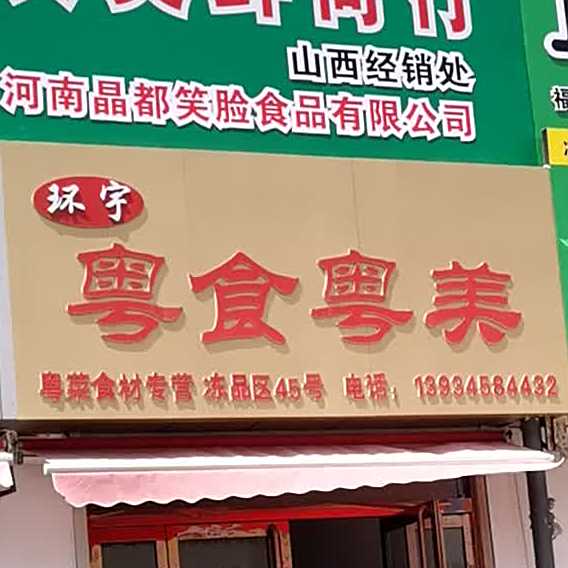 山西经销处
河南晶都笑脸食品有限公司
环宇
粤食粤美
粤菜食材专营 冻品区45号 电话：13934584432
福